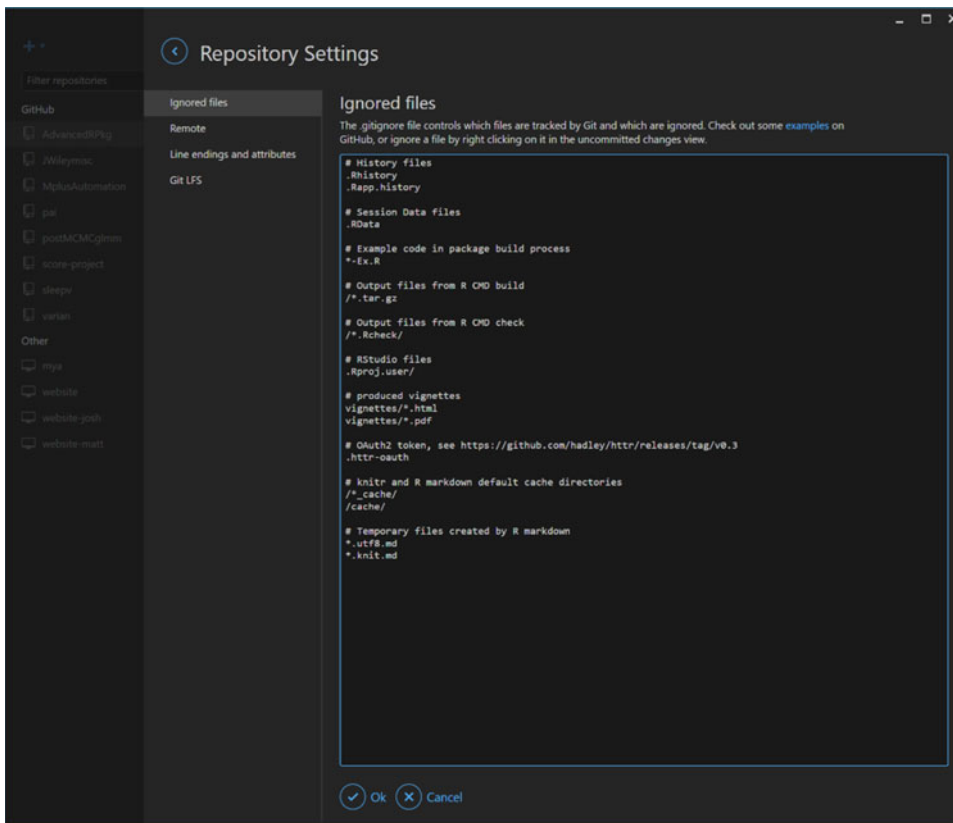 Repository Settings
Filter repositories
GitHub
AdvancedRPkg
JWileymisc
MplusAutomation
pai
postMCMCglmm
score-project
sleepv
varian
Other
mya
website
website-josh
website-matt
Ignored files
Remote
Line endings and attributes
Git LFS
Ignored files
The .gitignore file controls which files are tracked by Git and which are ignored. Check out some examples on
GitHub, or ignore a file by right clicking on it in the uncommitted changes view.
# History files
.Rhistory
.Rapp.history
# Session Data files
.RData
# Example code in package build process
*-Ex.R
# Output files from R CMD build
/*.tar.gz
# Output files from R CMD check
/*.Rcheck/
# RStudio files
.Rproj.user/
# produced vignettes
vignettes/*.html
vignettes/*.pdf
# OAuth2 token, see https://github.com/hadley/httr/releases/tag/v0.3
.httr-oauth
# knitr and R markdown default cache directories
/*_cache/
/cache/
# Temporary files created by R markdown
*.utf8.md
*.knit.md
Ok
Cancel